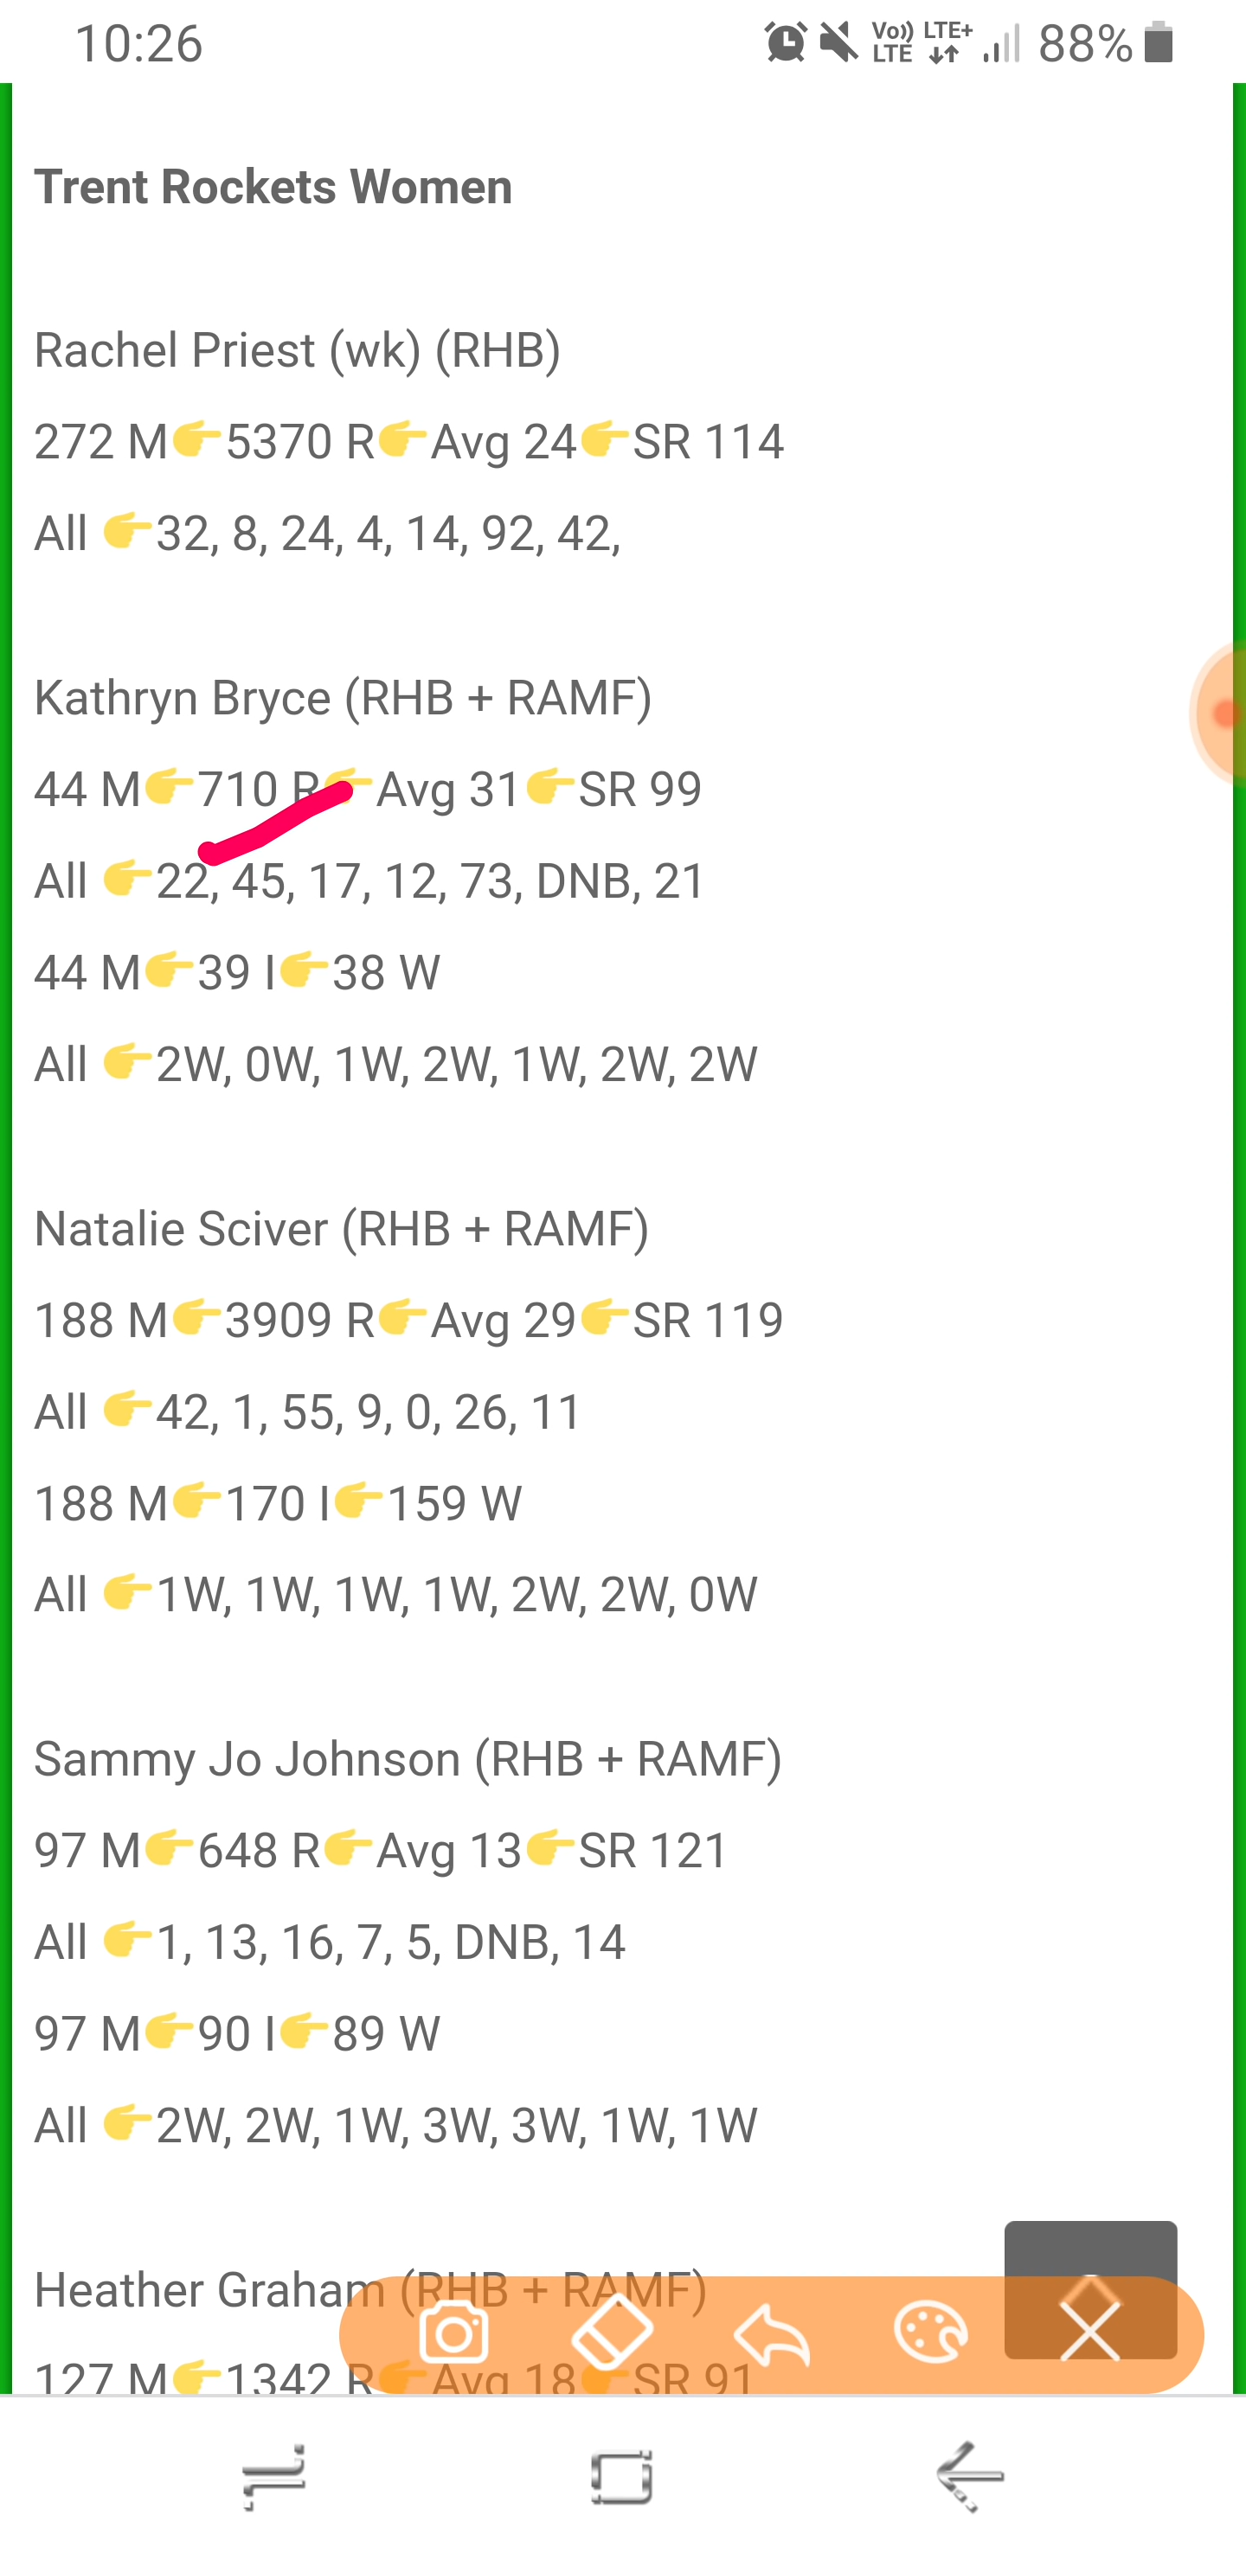 10:26 Vo)) LTE LTE+ 88%
Trent Rockets Women
Rachel Priest (wk) (RHB)
272 M👉5370 R👉Avg 24👉SR 114
All 👉32, 8, 24, 4, 14, 92, 42,
Kathryn Bryce (RHB + RAMF)
44 M👉710 R👉Avg 31👉SR 99
All 👉22, 45, 17, 12, 73, DNB, 21
44 M👉39 I👉38 W
All 👉2W, 0W, 1W, 2W, 1W, 2W, 2W
Natalie Sciver (RHB + RAMF)
188 M👉3909 R👉Avg 29👉SR 119
All 👉42, 1, 55, 9, 0, 26, 11
188 M👉170 I👉159 W
All 👉1W, 1W, 1W, 1W, 2W, 2W, 0W
Sammy Jo Johnson (RHB + RAMF)
97 M👉648 R👉Avg 13👉SR 121
All 👉1, 13, 16, 7, 5, DNB, 14
97 M👉90 I👉89 W
All 👉2W, 2W, 1W, 3W, 3W, 1W, 1W
Heather Graham (RHB + RAMF)
127 M👉1342 R👉Avg 18👉SR 91